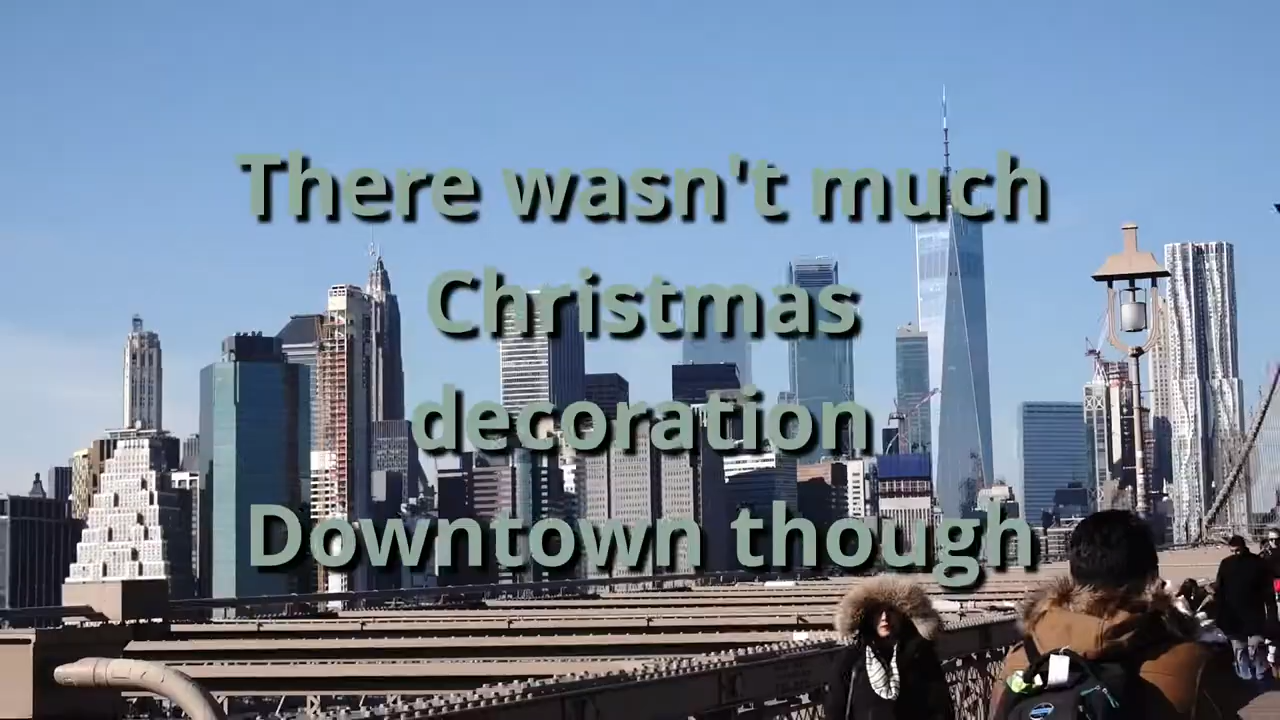 There wasn't much
Christmas
decoration
Downtown though